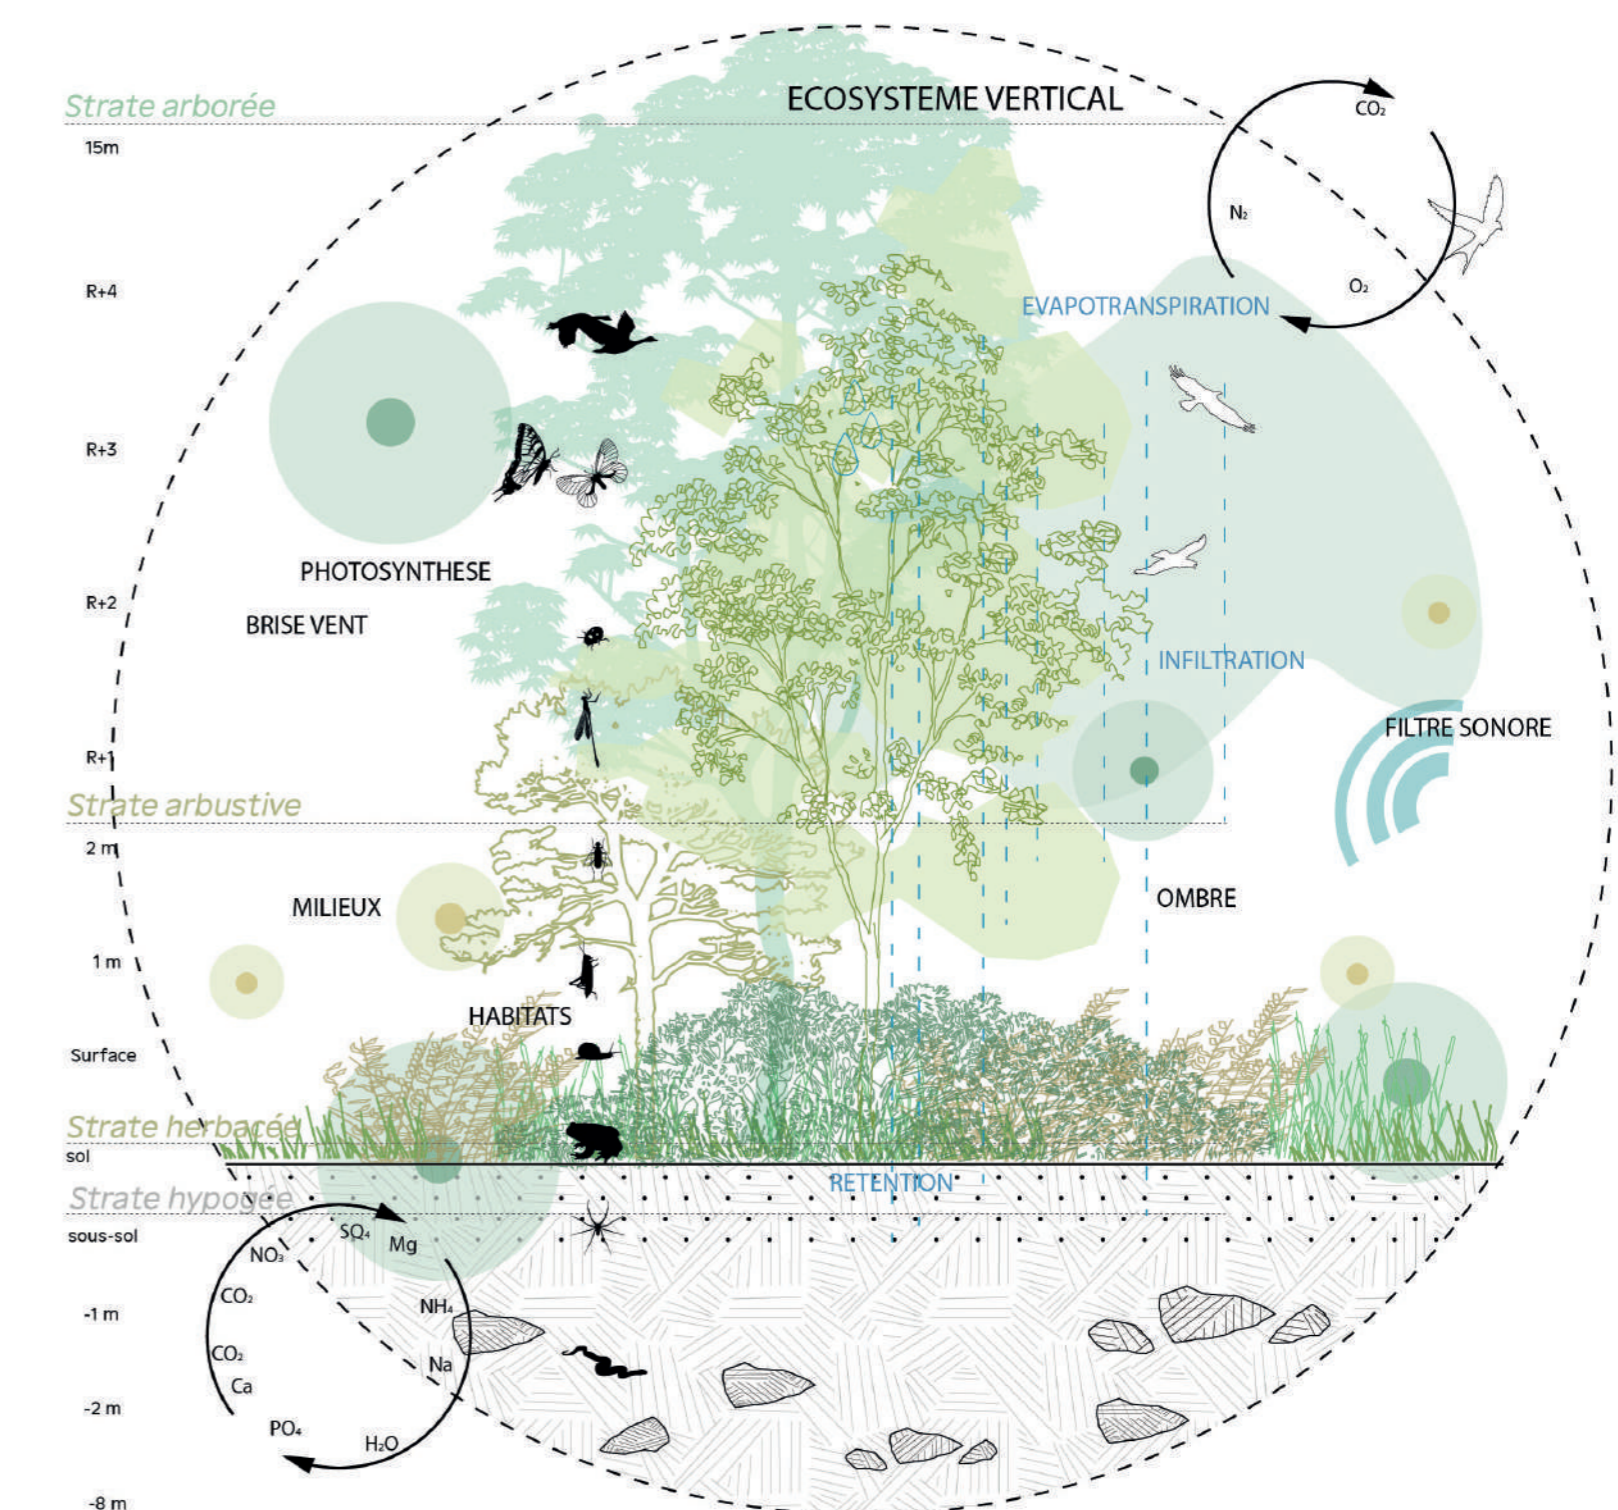 ECOSYSTEME VERTICAL
Strate arborée
15m
CO₂
N₂
O₂
R+4
EVAPOTRANSPIRATION
R+3
PHOTOSYNTHESE
R+2
BRISE VENT
INFILTRATION
FILTRE SONORE
R+1
Strate arbustive
2 m
MILIEUX
OMBRE
1 m
HABITATS
Surface
Strate herbacée
sol
RETENTION
Strate hypogée
sous-sol
SO₄
Mg
NO₃
CO₂
NH₄
-1 m
CO₂
Na
Ca
-2 m
PO₄
H₂O
-8 m